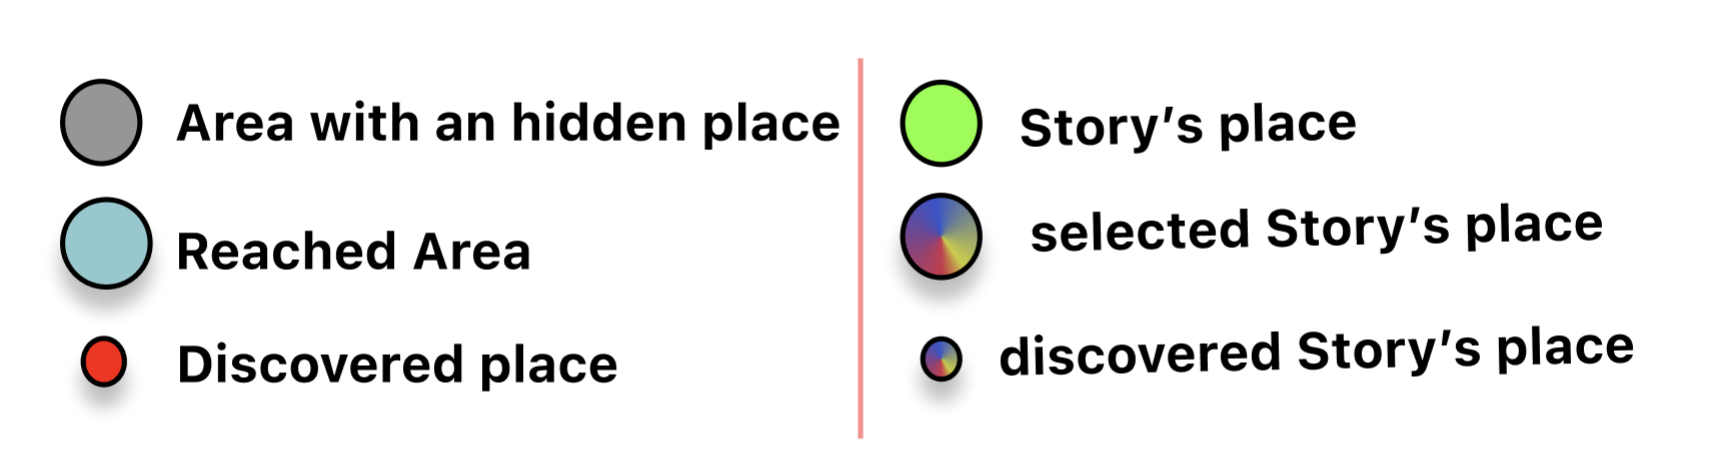 Area with an hidden place
Reached Area
Discovered place
Story’s place
selected Story’s place
discovered Story’s place